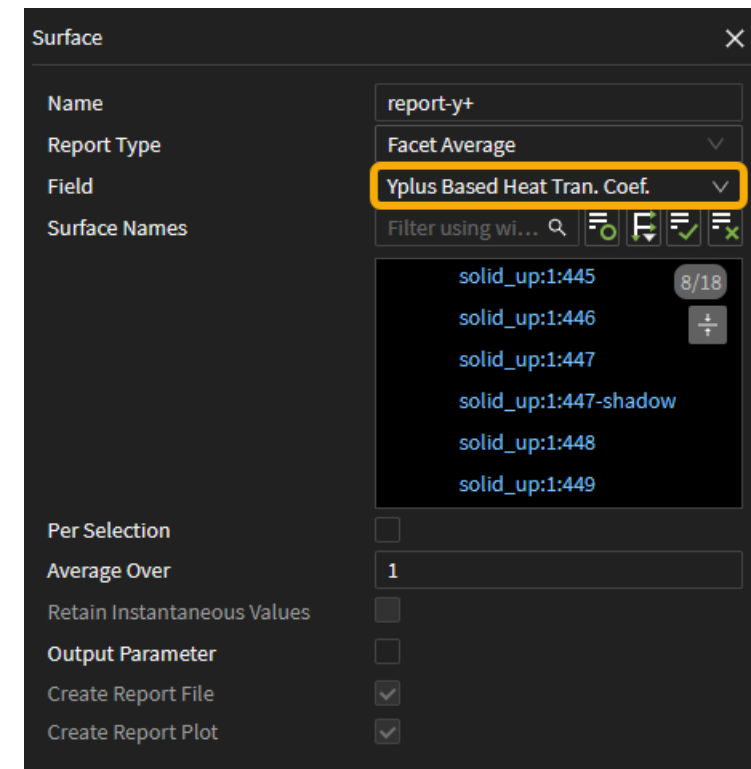 Surface
Name report-y+
Report Type Facet Average
Field Yplus Based Heat Tran. Coef.
Surface Names Filter using wi...
solid_up:1:445 8/18
solid_up:1:446
solid_up:1:447
solid_up:1:447-shadow
solid_up:1:448
solid_up:1:449
Per Selection
Average Over 1
Retain Instantaneous Values
Output Parameter
Create Report File
Create Report Plot